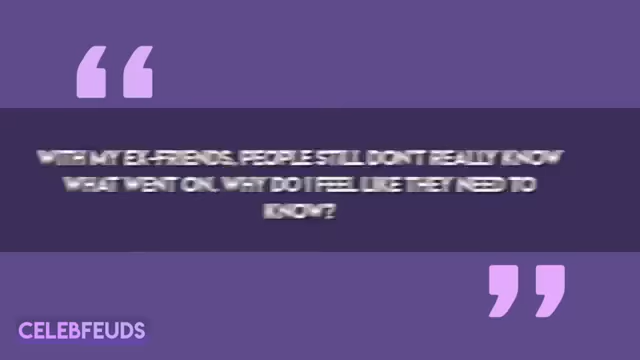 WITH MY EX-FRIENDS. PEOPLE STILL DON'T REALLY KNOW
WHAT WENT ON. WHY DO I FEEL LIKE THEY NEED TO
KNOW?
CELEBFEUDS